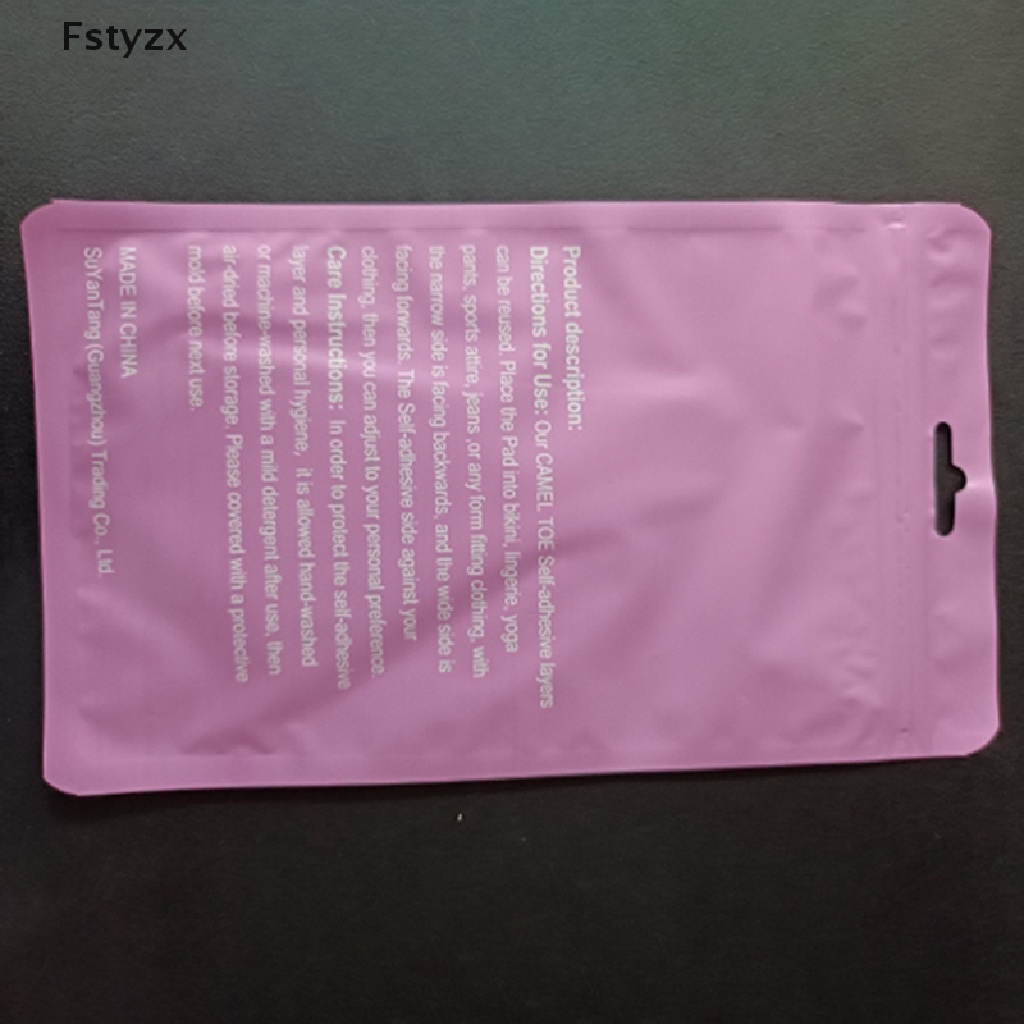 Fstyzx
Product description:
Directions for Use: Our CAMEL TOE Self-adhesive layers
can be reused. Place the Pad into bikini, lingerie, yoga
pants, sports attire, jeans ,or any form fitting clothing, with
the narrow side is facing backwards, and the wide side is
facing forwards. The Self-adhesive side against your
clothing, then you can adjust to your personal preference.
Care Instructions: In order to protect the self-adhesive
layer and personal hygiene, it is allowed hand-washed
or machine-washed with a mild detergent after use, then
air-dried before storage. Please covered with a protective
mold before next use.
MADE IN CHINA
SuYanTang (Guangzhou) Trading Co., Ltd.